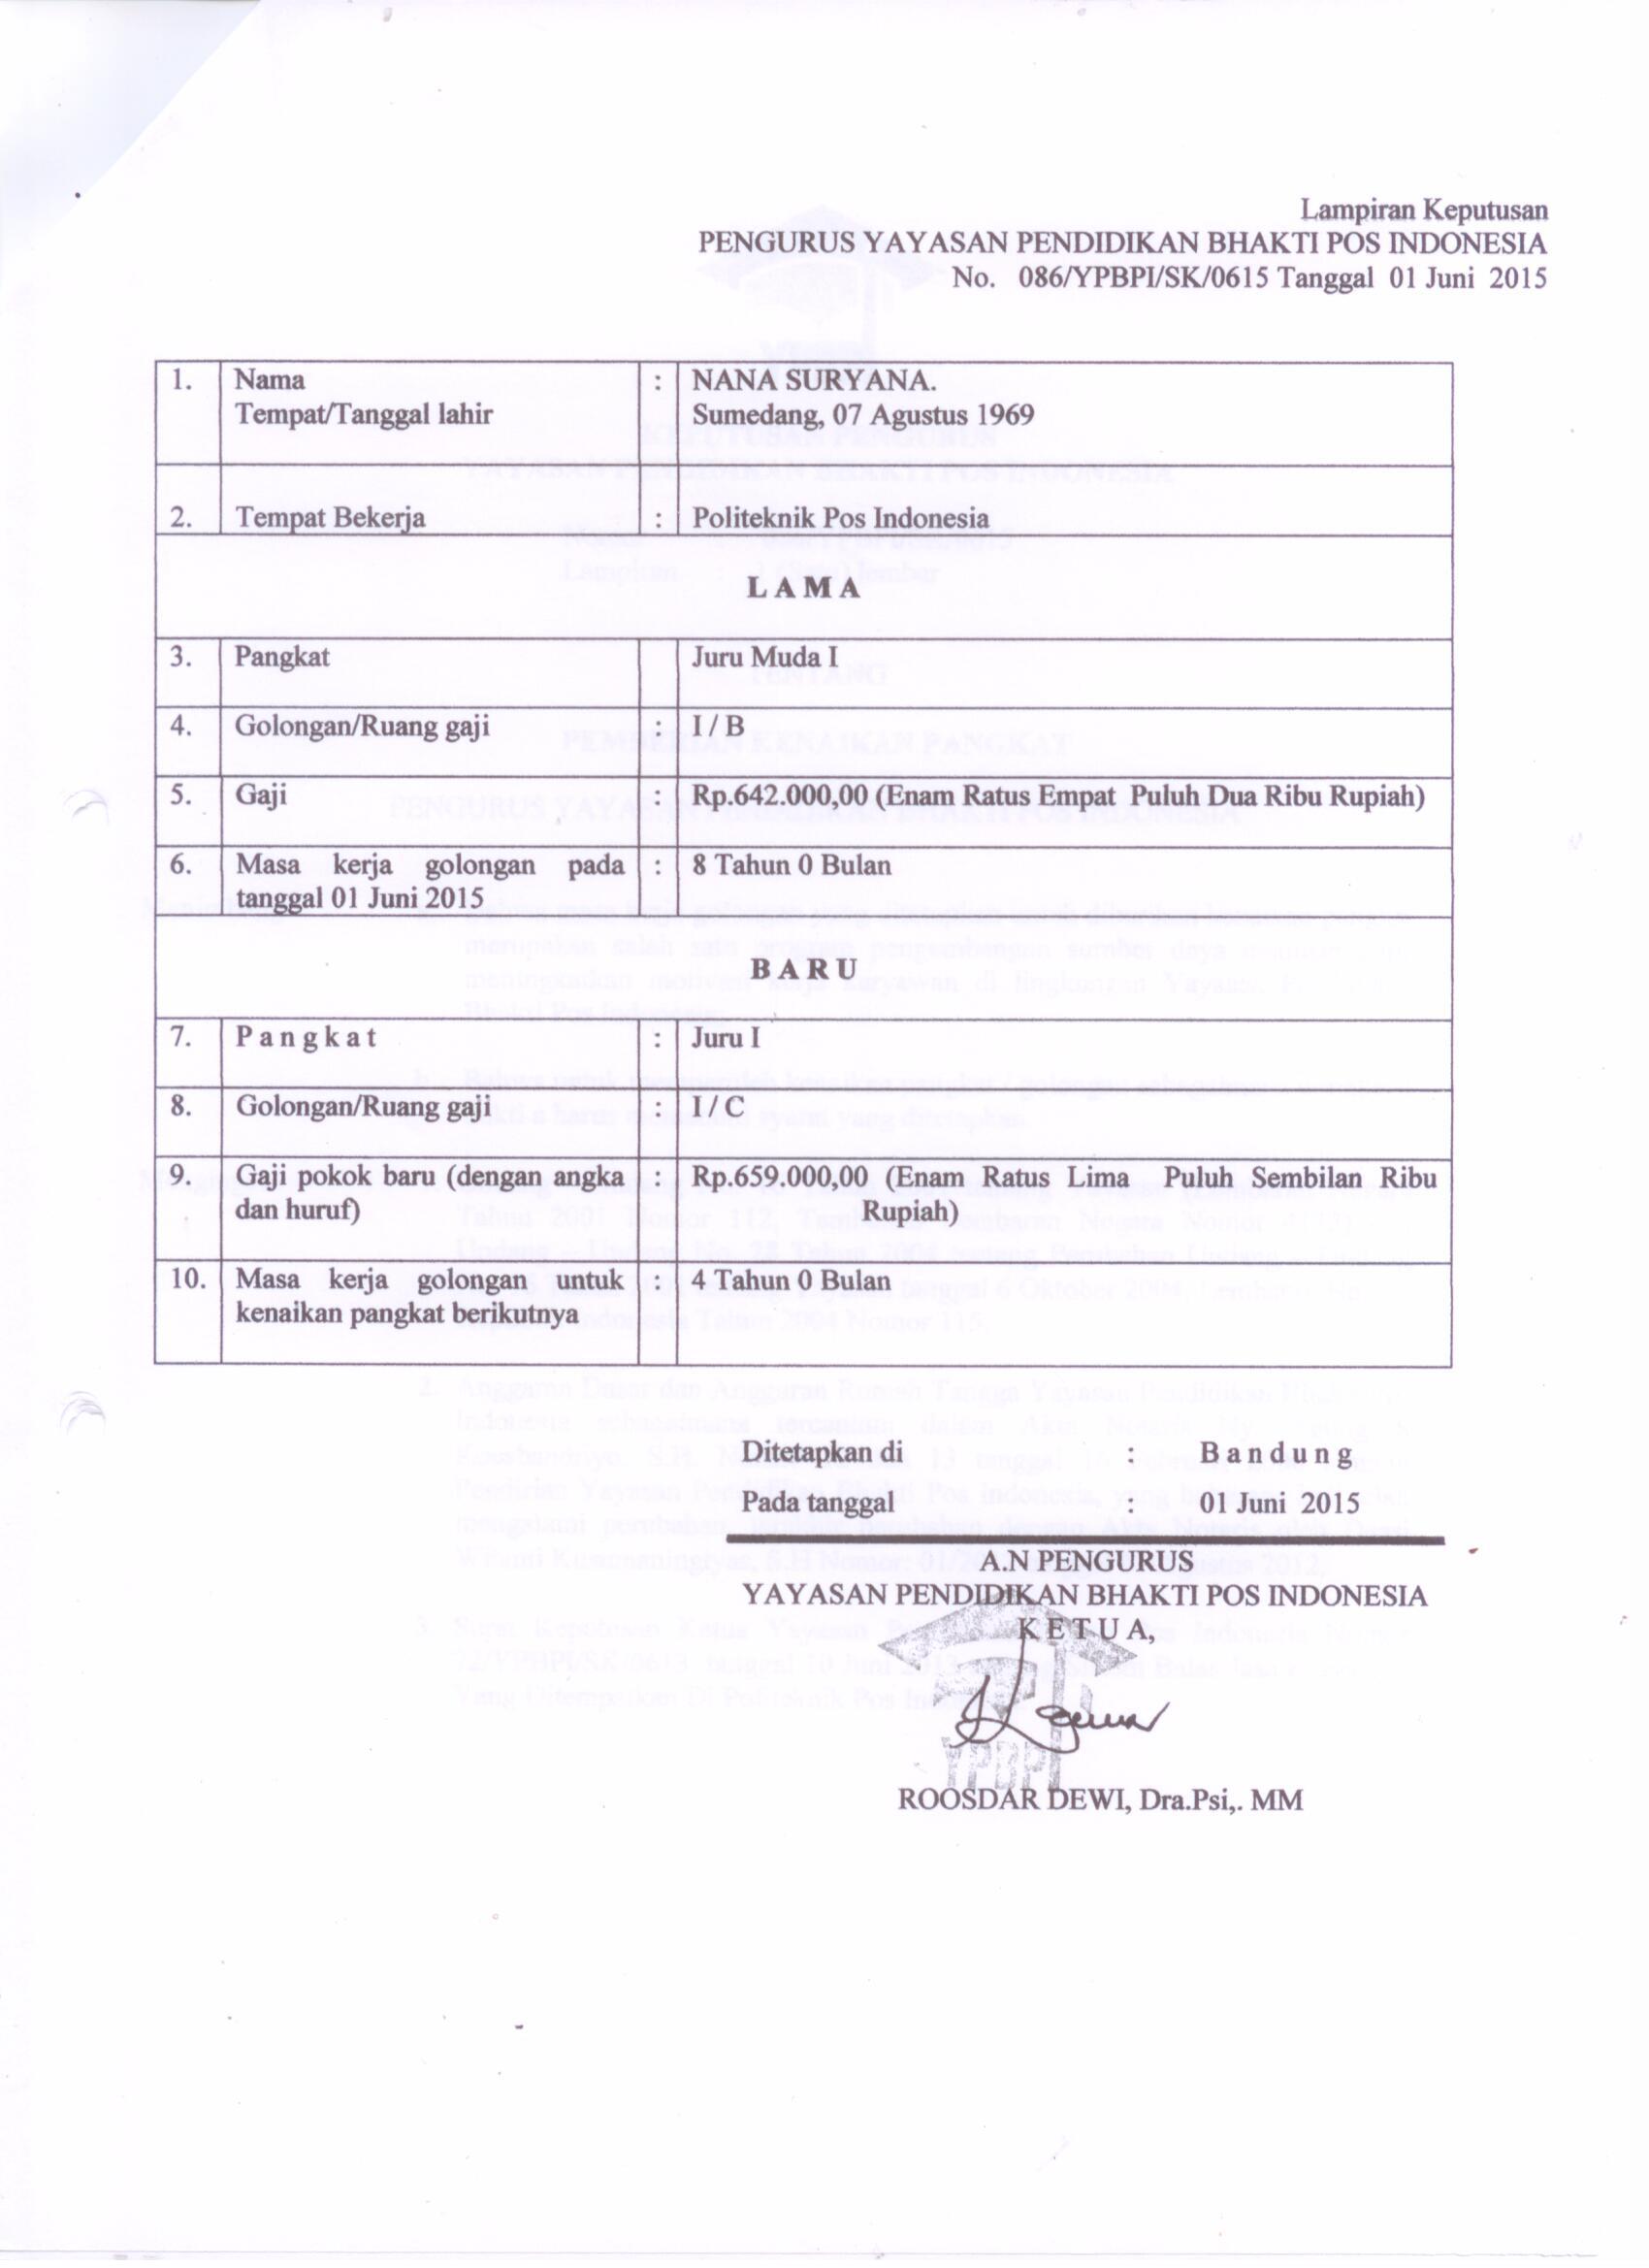 Lampiran Keputusan
PENGURUS YAYASAN PENDIDIKAN BHAKTI POS INDONESIA
No. 086/YPBPI/SK/0615 Tanggal 01 Juni 2015
1. Nama : NANA SURYANA.
Tempat/Tanggal lahir Sumedang, 07 Agustus 1969
2. Tempat Bekerja : Politeknik Pos Indonesia
L A M A
3. Pangkat : Juru Muda I
4. Golongan/Ruang gaji : I / B
5. Gaji : Rp.642.000,00 (Enam Ratus Empat Puluh Dua Ribu Rupiah)
6. Masa kerja golongan pada : 8 Tahun 0 Bulan
tanggal 01 Juni 2015
B A R U
7. P a n g k a t : Juru I
8. Golongan/Ruang gaji : I / C
9. Gaji pokok baru (dengan angka : Rp.659.000,00 (Enam Ratus Lima Puluh Sembilan Ribu
dan huruf) Rupiah)
10. Masa kerja golongan untuk : 4 Tahun 0 Bulan
kenaikan pangkat berikutnya
Ditetapkan di : B a n d u n g
Pada tanggal : 01 Juni 2015
A.N PENGURUS
YAYASAN PENDIDIKAN BHAKTI POS INDONESIA
K E T U A,
YPBPI
ROOSDAR DEWI, Dra.Psi,. MM